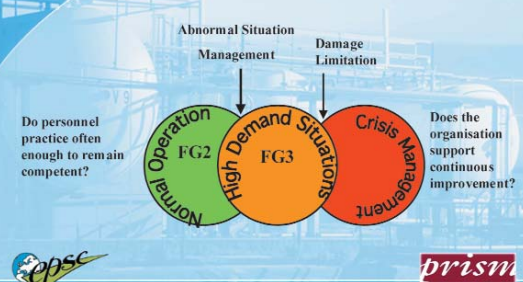 Abnormal Situation
Management
Damage
Limitation
Do personnel
practice often
enough to remain
competent?
Normal Operation
FG2
High Demand Situations
FG3
Crisis Management
Does the
organisation
support
continuous
improvement?
epsc
prism